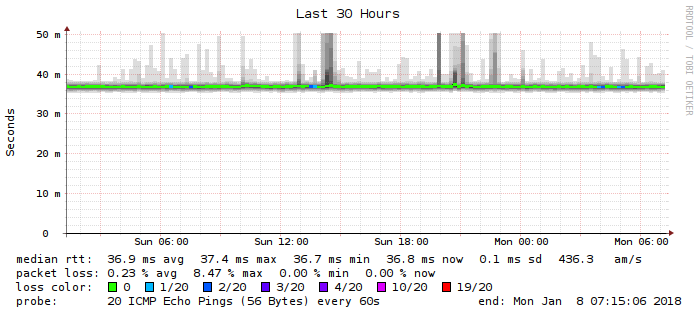 Last 30 Hours
RRDTOOL / TOBI OETIKER
Seconds
50 m
40 m
30 m
20 m
10 m
0
Sun 06:00 Sun 12:00 Sun 18:00 Mon 00:00 Mon 06:00
median rtt: 36.9 ms avg 37.4 ms max 36.7 ms min 36.8 ms now 0.1 ms sd 436.3 am/s
packet loss: 0.23 % avg 8.47 % max 0.00 % min 0.00 % now
loss color: 0 1/20 2/20 3/20 4/20 10/20 19/20
probe: 20 ICMP Echo Pings (56 Bytes) every 60s end: Mon Jan 8 07:15:06 2018